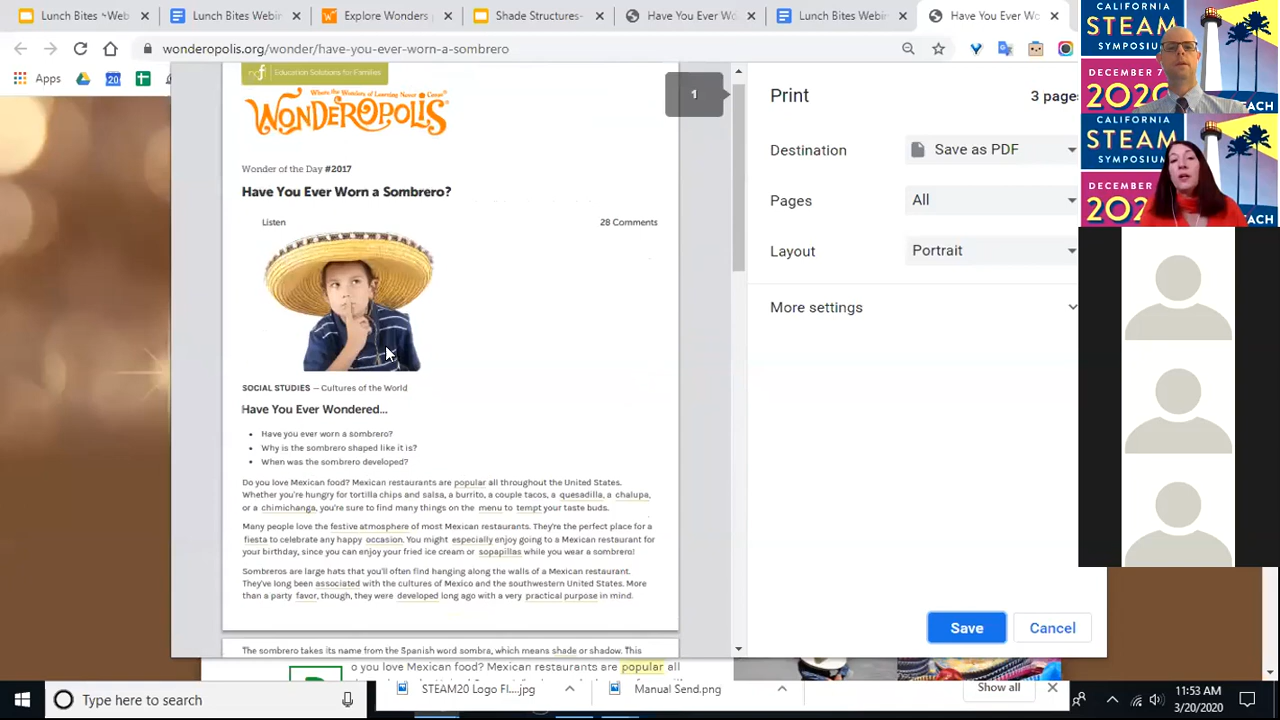 Lunch Bites ~
Lunch Bites Webin
Explore Wonders
Shade Structures-
Have You Ever Wo
Lunch Bites Webin
Have You Ever Wo
wonderopolis.org/wonder/have-you-ever-worn-a-sombrero
Apps
20
ncf Education Solutions for Families
Where the Wonders of Learning Never Cease
WONDEROPOLIS
Wonder of the Day #2017
Have You Ever Worn a Sombrero?
Listen
28 Comments
SOCIAL STUDIES — Cultures of the World
Have You Ever Wondered...
Have you ever worn a sombrero?
Why is the sombrero shaped like it is?
When was the sombrero developed?
Do you love Mexican food? Mexican restaurants are popular all throughout the United States.
Whether you're hungry for tortilla chips and salsa, a burrito, a couple tacos, a quesadilla, a chalupa,
or a chimichanga, you're sure to find many things on the menu to tempt your taste buds.
Many people love the festive atmosphere of most Mexican restaurants. They're the perfect place for a
fiesta to celebrate any happy occasion. You might especially enjoy going to a Mexican restaurant for
your birthday, since you can enjoy your fried ice cream or sopapillas while you wear a sombrero!
Sombreros are large hats that you'll often find hanging along the walls of a Mexican restaurant.
They've long been associated with the cultures of Mexico and the southwestern United States. More
than a party favor, though, they were developed long ago with a very practical purpose in mind.
The sombrero takes its name from the Spanish word sombra, which means shade or shadow. This
o you love Mexican food? Mexican restaurants are popular all
1
Print
3 pages
Destination
Save as PDF
Pages
All
Layout
Portrait
More settings
Save
Cancel
CALIFORNIA
STEAM
SYMPOSIUM
DECEMBER 7
2020
EACH
CALIFORNIA
STEAM
SYMPOSIUM
DECEMBER
202
EACH
STEAM20 Logo Fl....jpg
Manual Send.png
Show all
Type here to search
11:53 AM
3/20/2020